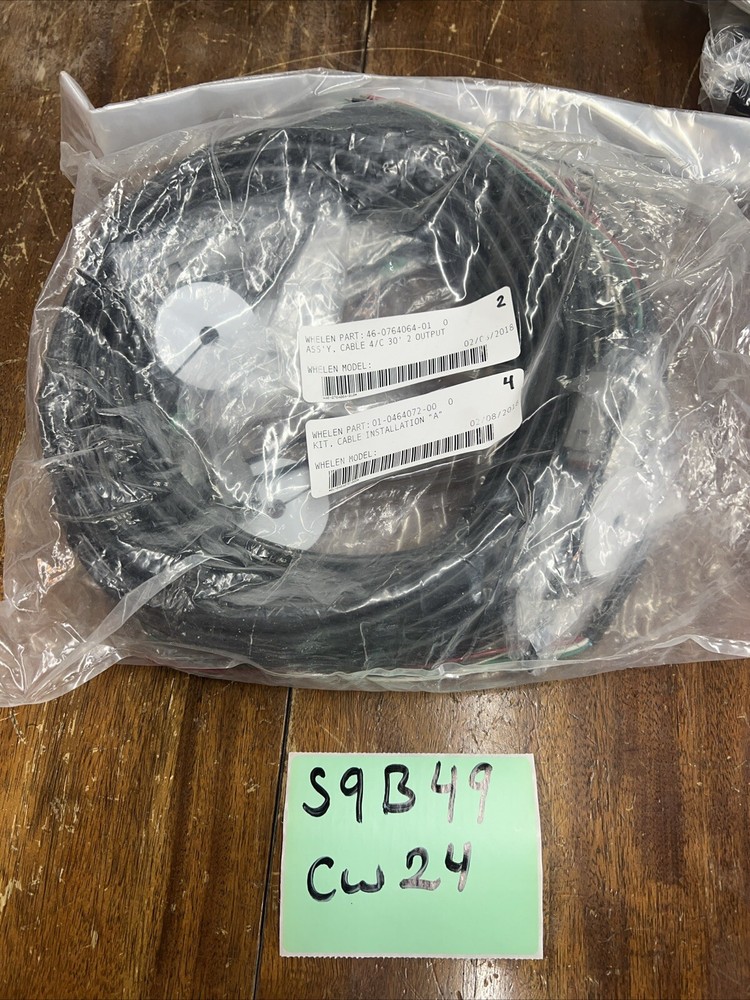 2
WHELEN PART: 46-0764064-01 0
ASS'Y, CABLE 4/C 30' 2 OUTPUT
WHELEN MODEL:
4
WHELEN PART: 01-0464072-00 0
KIT, CABLE INSTALLATION "A"
WHELEN MODEL:
S9B49
CW24